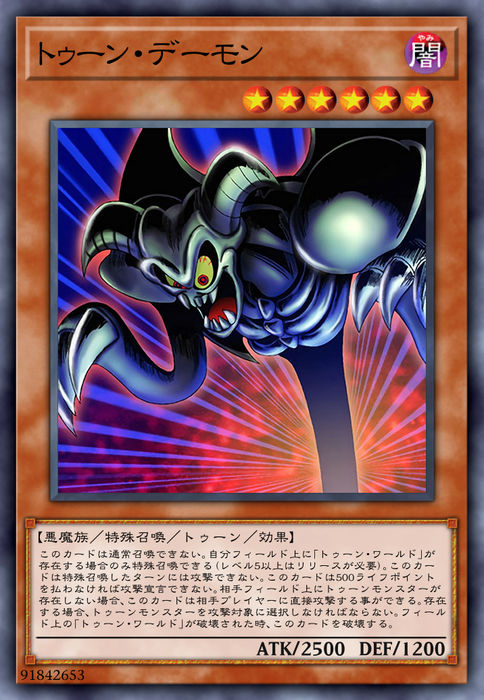 トゥーン・デーモン
やみ
闇
【悪魔族／特殊召喚／トゥーン／効果】
このカードは通常召喚できない。自分フィールド上に「トゥーン・ワールド」が
存在する場合のみ特殊召喚できる(レベル5以上はリリースが必要)。このカー
ドは特殊召喚したターンには攻撃できない。このカードは500ライフポイント
を払わなければ攻撃宣言できない。相手フィールド上にトゥーンモンスターが
存在しない場合、このカードは相手プレイヤーに直接攻撃する事ができる。存在
する場合、トゥーンモンスターを攻撃対象に選択しなければならない。フィール
ド上の「トゥーン・ワールド」が破壊された時、このカードを破壊する。
ATK/2500 DEF/1200
91842653